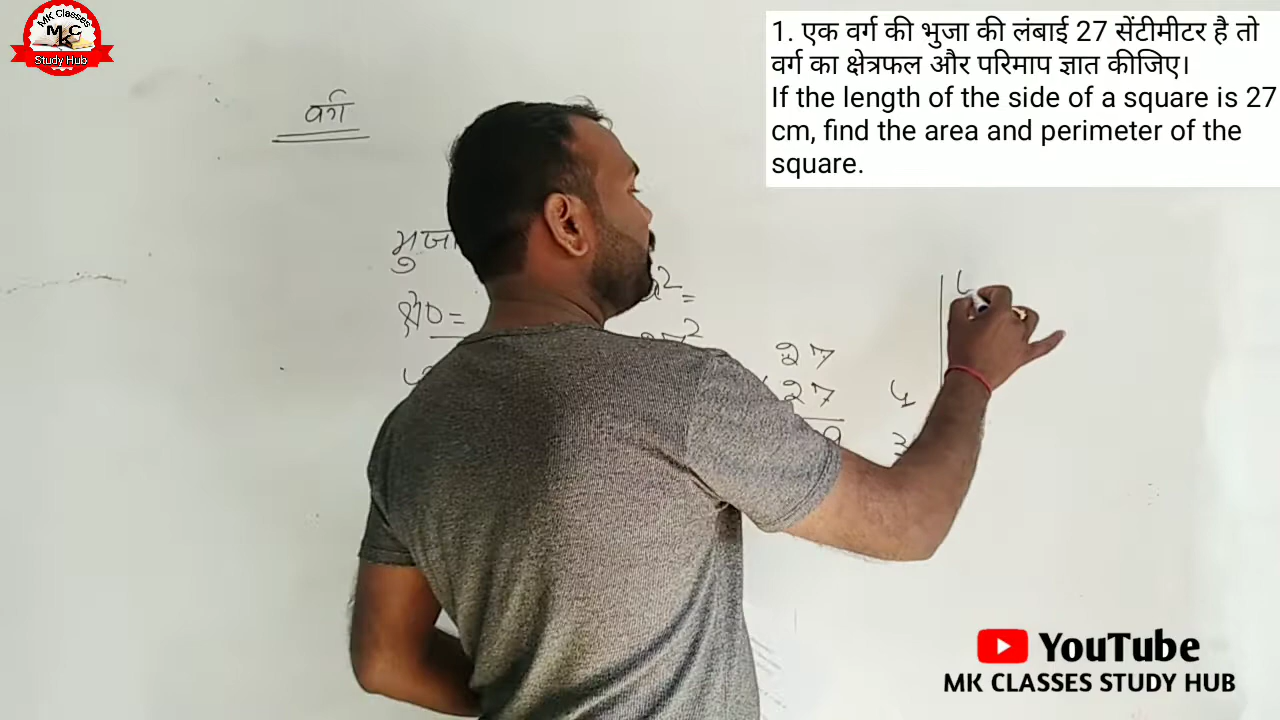 MK Classes
M K C
Study Hub
1. एक वर्ग की भुजा की लंबाई 27 सेंटीमीटर है तो
वर्ग का क्षेत्रफल और परिमाप ज्ञात कीजिए।
If the length of the side of a square is 27
cm, find the area and perimeter of the
square.
वर्ग
भुजा
क्षे० =
27
27
YouTube
MK CLASSES STUDY HUB